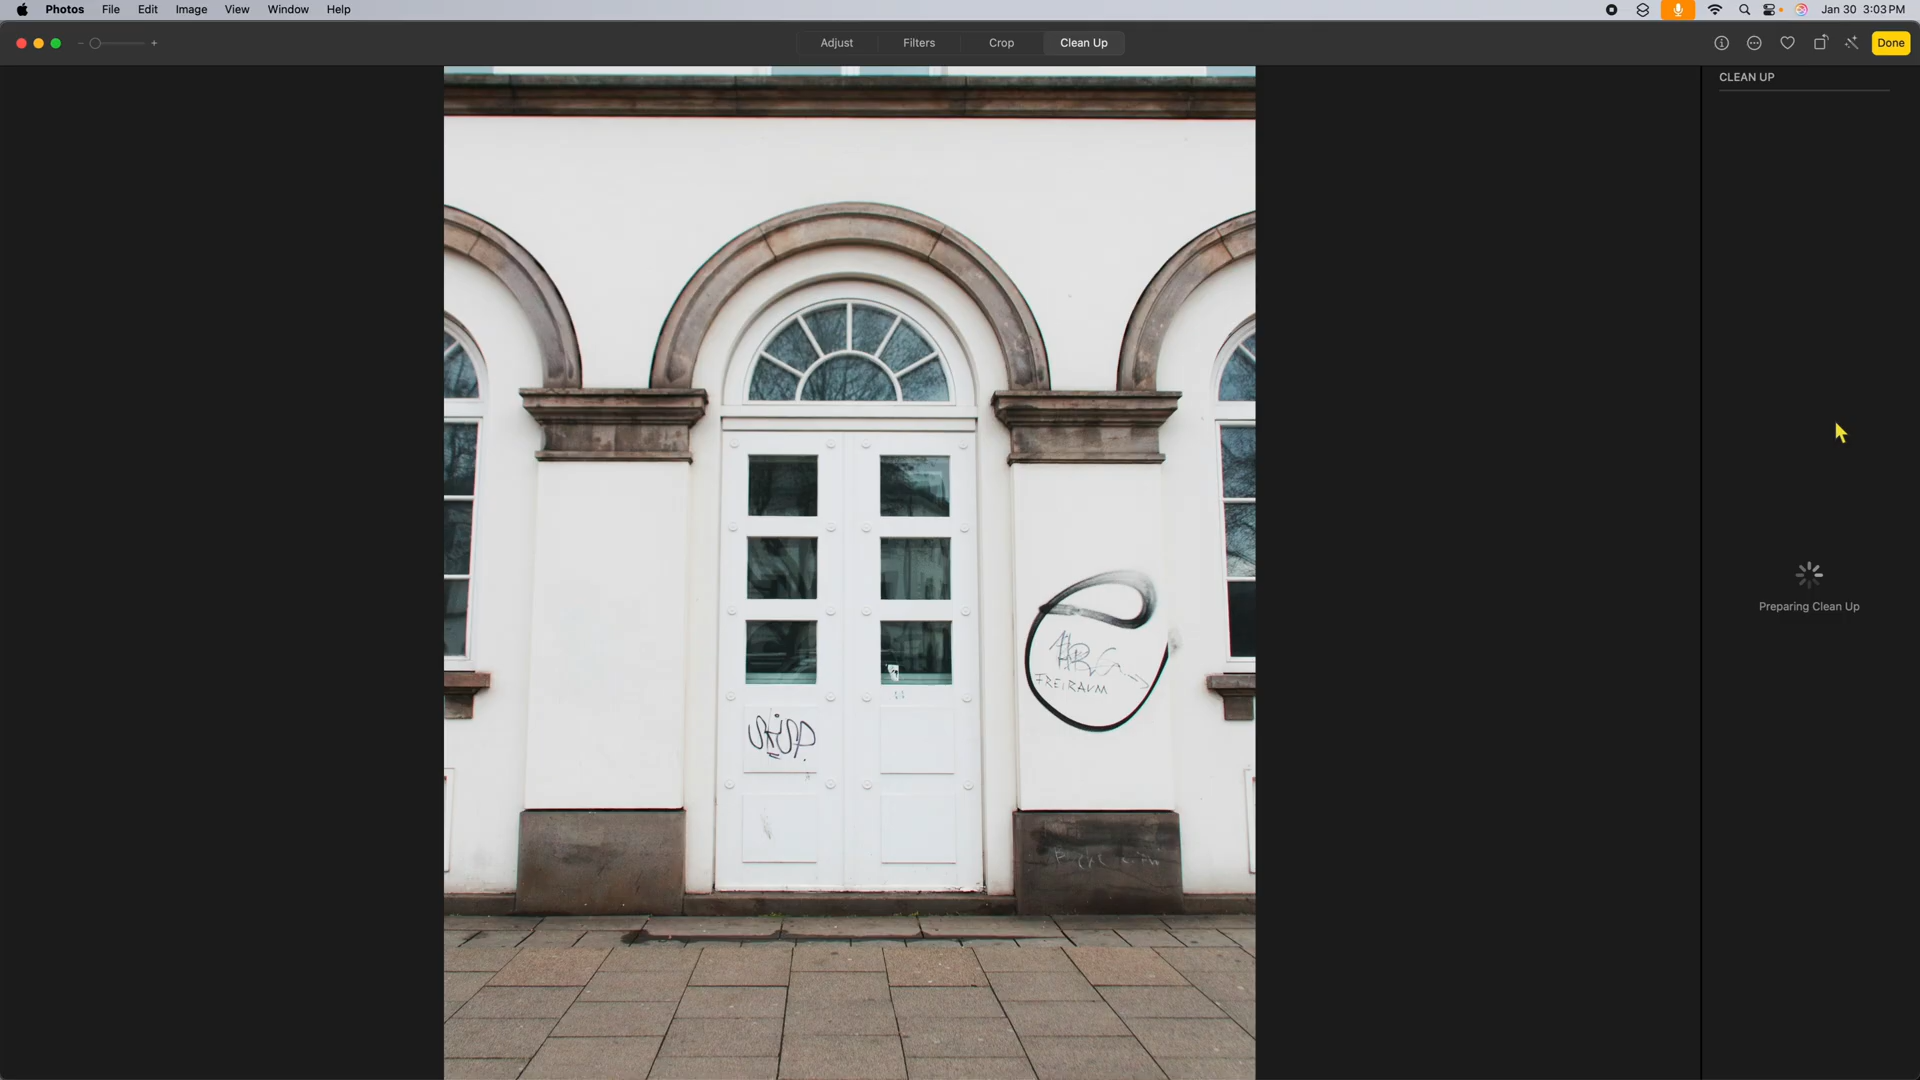 Photos File Edit View Image Window Help Jan 30 3:03 PM
Adjust Filters Crop Clean Up Done
CLEAN UP
Preparing Clean Up
FREIRAUM